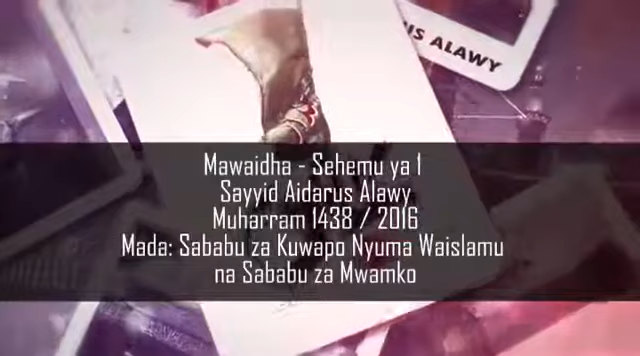 US ALAWY
Mawaidha - Sehemu ya 1
Sayyid Aidarus Alawy
Muharram 1438 / 2016
Mada: Sababu za Kuwapo Nyuma Waislamu
na Sababu za Mwamko